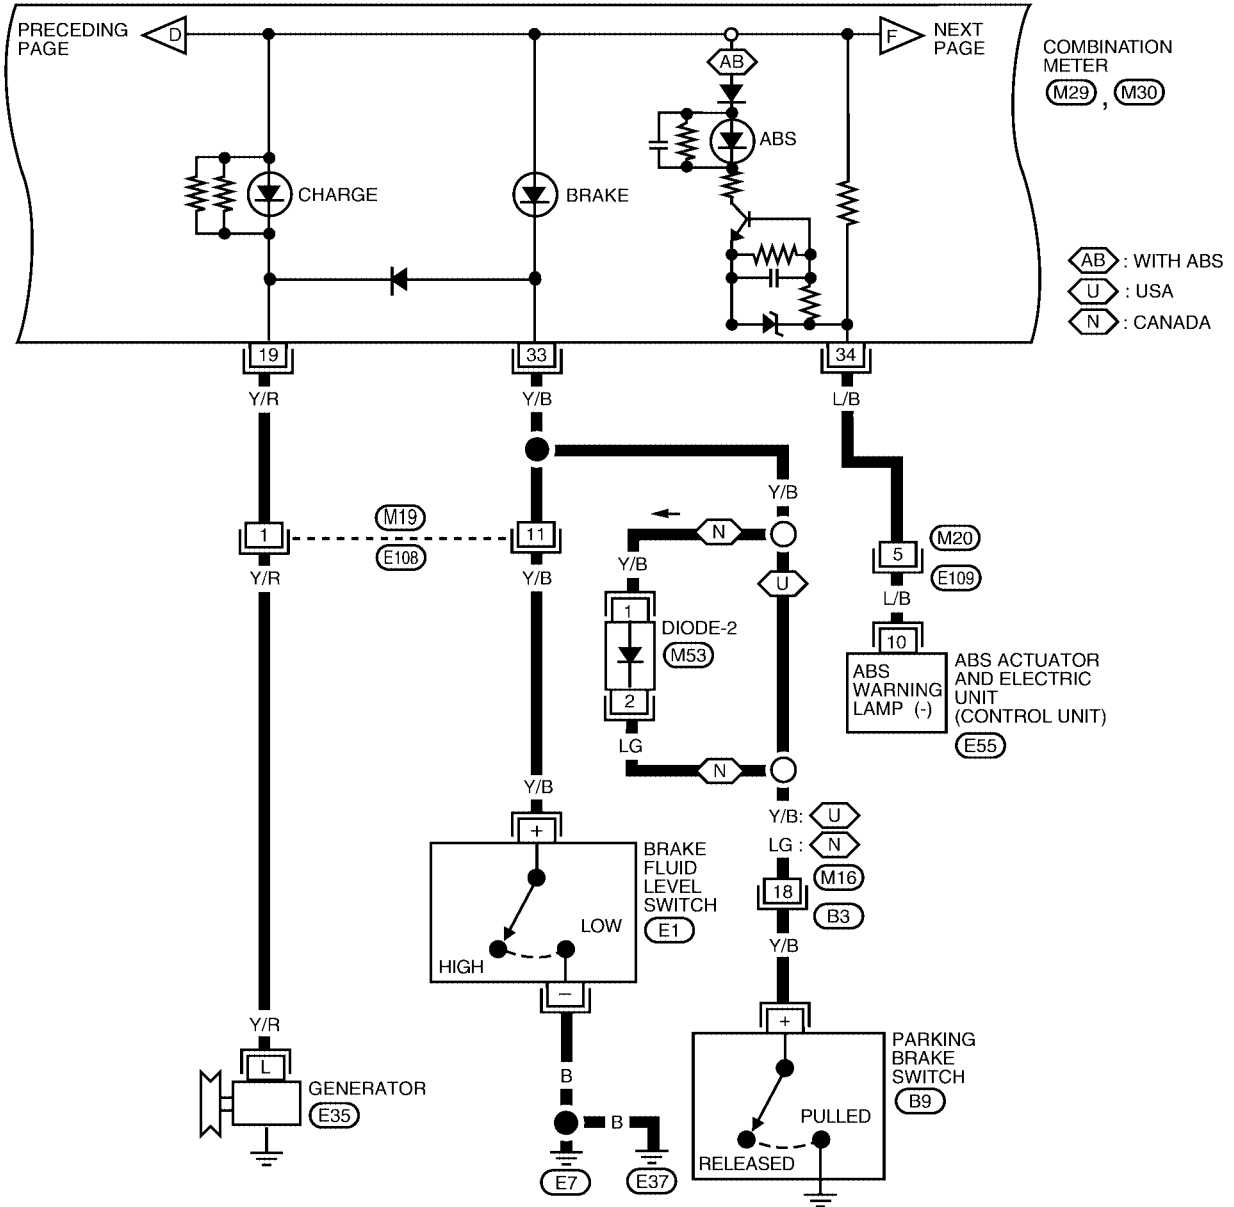 PRECEDING
PAGE
D
AB
F
NEXT
PAGE
COMBINATION
METER
M29 , M30
ABS
CHARGE
BRAKE
AB : WITH ABS
U : USA
N : CANADA
19
33
34
Y/R
Y/B
L/B
Y/B
1
M19
E108
11
N
5
M20
E109
Y/R
Y/B
Y/B
U
L/B
1
DIODE-2
M53
2
10
ABS
WARNING
LAMP (-)
ABS ACTUATOR
AND ELECTRIC
UNIT
(CONTROL UNIT)
E55
LG
N
Y/B
Y/B: U
LG : N
+
BRAKE
FLUID
LEVEL
SWITCH
E1
M16
18
B3
LOW
HIGH
Y/B
–
Y/R
+
L
GENERATOR
E35
B
B
E7
E37
PARKING
BRAKE
SWITCH
B9
PULLED
RELEASED